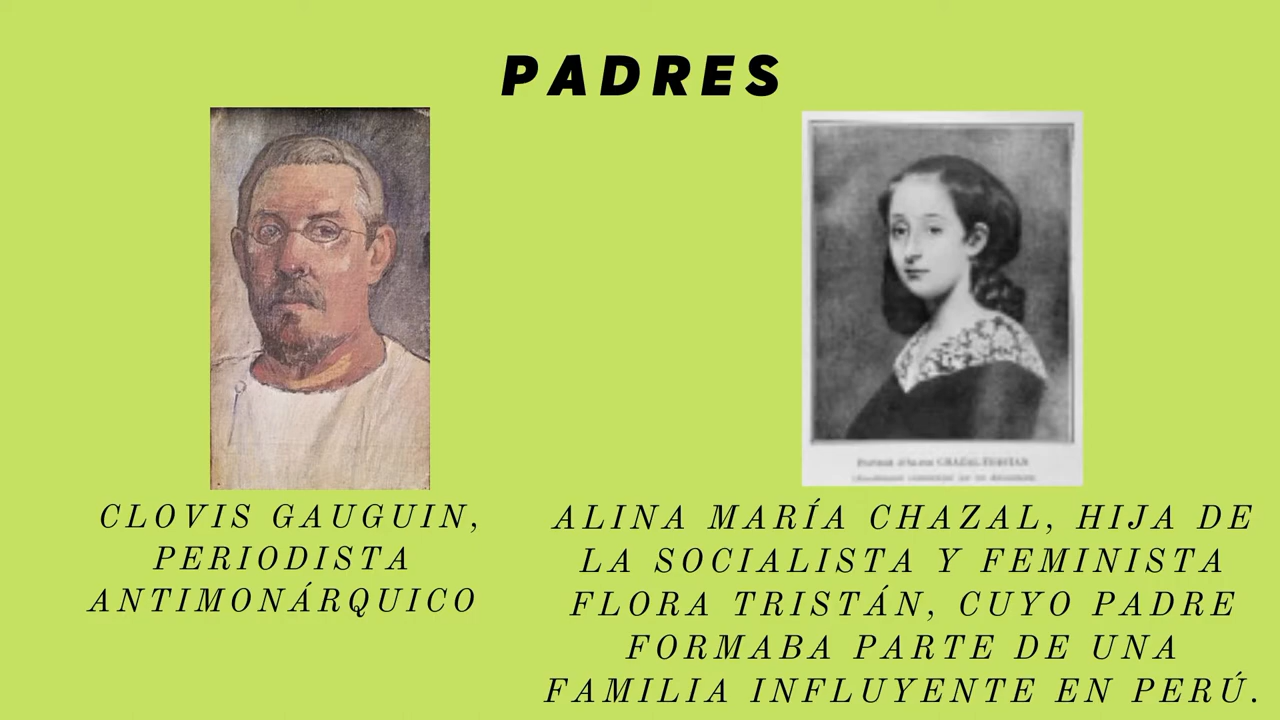 PADRES
CLOVIS GAUGUIN,
PERIODISTA
ANTIMONÁRQUICO
ALINA MARÍA CHAZAL, HIJA DE
LA SOCIALISTA Y FEMINISTA
FLORA TRISTÁN, CUYO PADRE
FORMABA PARTE DE UNA
FAMILIA INFLUYENTE EN PERÚ.